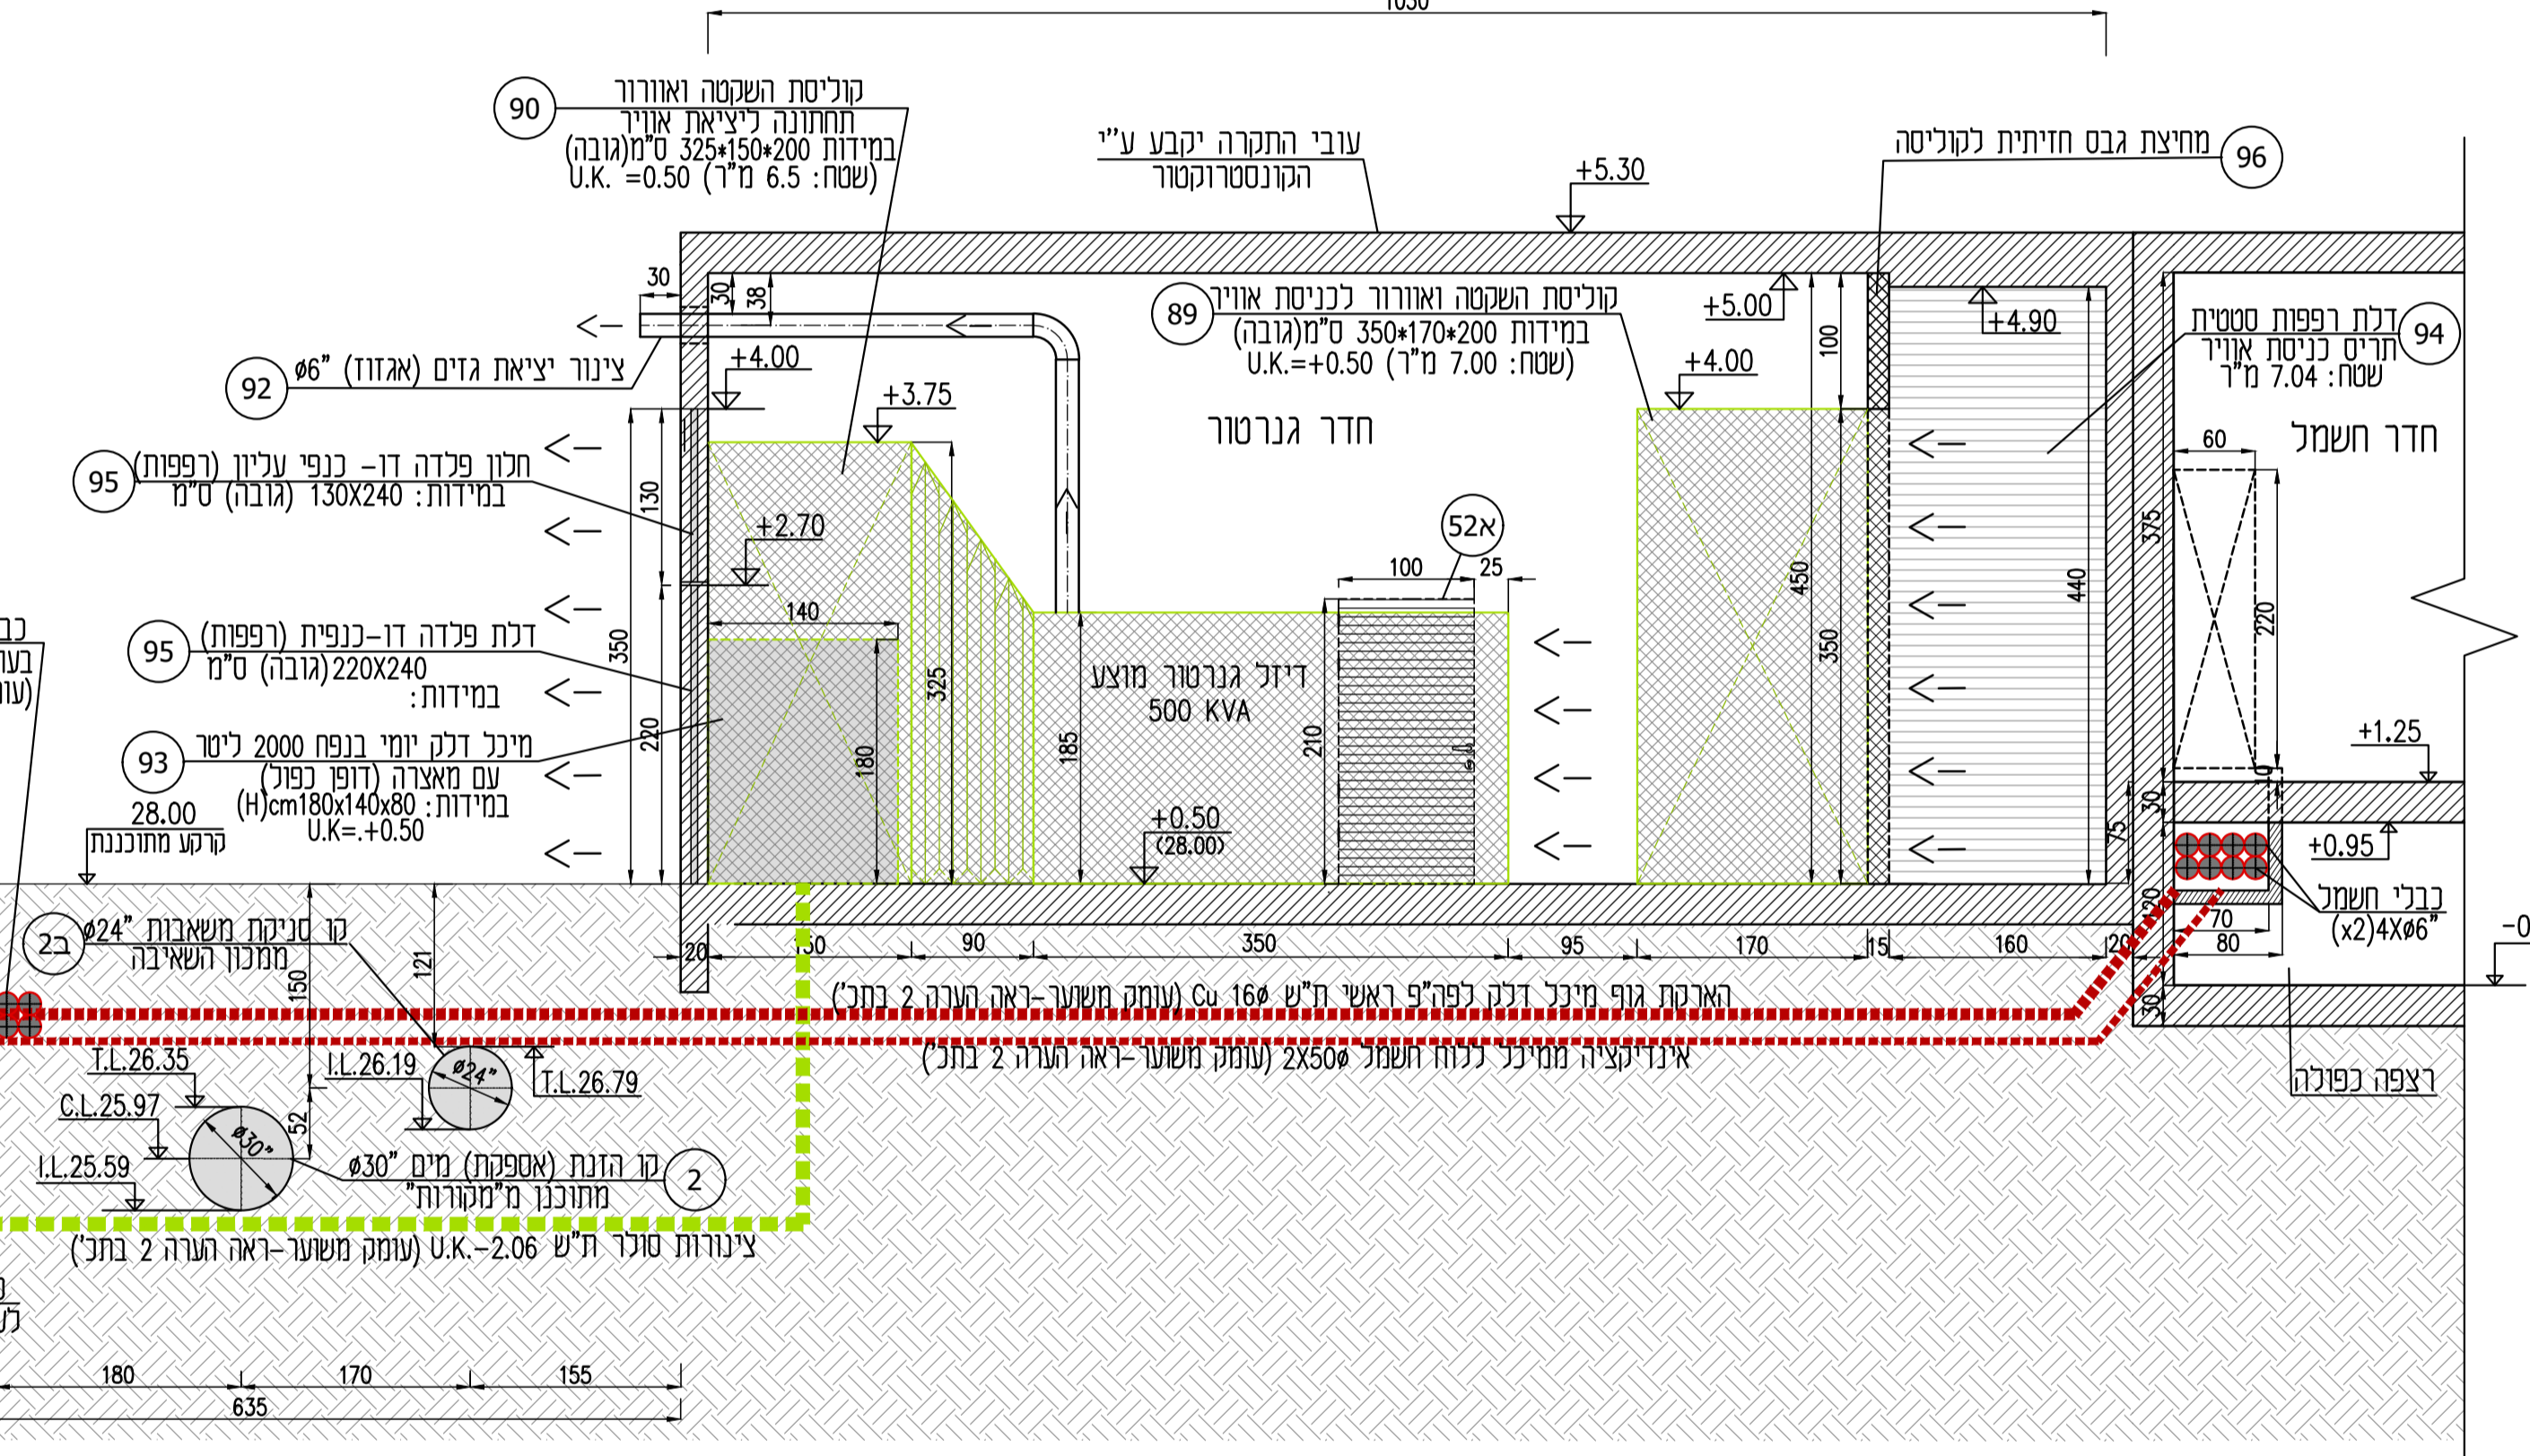 1030
90
קוליסת השקטה ואוורור
תחתונה ליציאת אוויר
במידות 200*150*325 ס"מ(גובה)
(שטח: 6.5 מ"ר) U.K. =0.50
עובי התקרה יקבע ע''י
הקונסטרוקטור
+5.30
מחיצת גבס חזיתית לקוליסה
96
30
30
38
89
קוליסת השקטה ואוורור לכניסת אוויר
במידות 200*170*350 ס"מ(גובה)
(שטח: 7.00 מ"ר) U.K.=+0.50
+5.00
100
+4.90
דלת רפפות סטטית
תריס כניסת אוויר
שטח: 7.04 מ"ר
94
92
צינור יציאת גזים (אגזוז) ø6"
+4.00
+3.75
+4.00
חדר גנרטור
חדר חשמל
60
95
חלון פלדה דו- כנפי עליון (רפפות)
במידות: 130X240 (גובה) ס"מ
130
+2.70
52א
100
25
375
450
440
220
350
350
95
דלת פלדה דו-כנפית (רפפות)
220X240(גובה) ס"מ
במידות:
140
325
דיזל גנרטור מוצע
500 KVA
220
180
185
210
93
מיכל דלק יומי בנפח 2000 ליטר
עם מאצרה (דופן כפול)
במידות: 180x140x80cm(H)
U.K=.+0.50
28.00
קרקע מתוכננת
+0.50
(28.00)
+1.25
10
30
75
+0.95
120
כבלי חשמל
(x2)4Xø6"
70
80
30
20
150
90
350
95
170
15
160
20
2ב
קו סניקת משאבות ø24"
ממכון השאיבה
150
121
הארקת גוף מיכל דלק לפה"פ ראשי ת"ש Cu 16ø (עומק משוער-ראה הערה 2 בתכ')
אינדיקציה ממיכל ללוח חשמל 2X50ø (עומק משוער-ראה הערה 2 בתכ')
רצפה כפולה
T.L.26.35
I.L.26.19
ø24"
T.L.26.79
C.L.25.97
52
ø30"
I.L.25.59
קו הזנת (אספקת) מים ø30"
מתוכנן מ"מקורות"
2
צינורות סולר ת"ש U.K.-2.06 (עומק משוער-ראה הערה 2 בתכ')
180
170
155
635